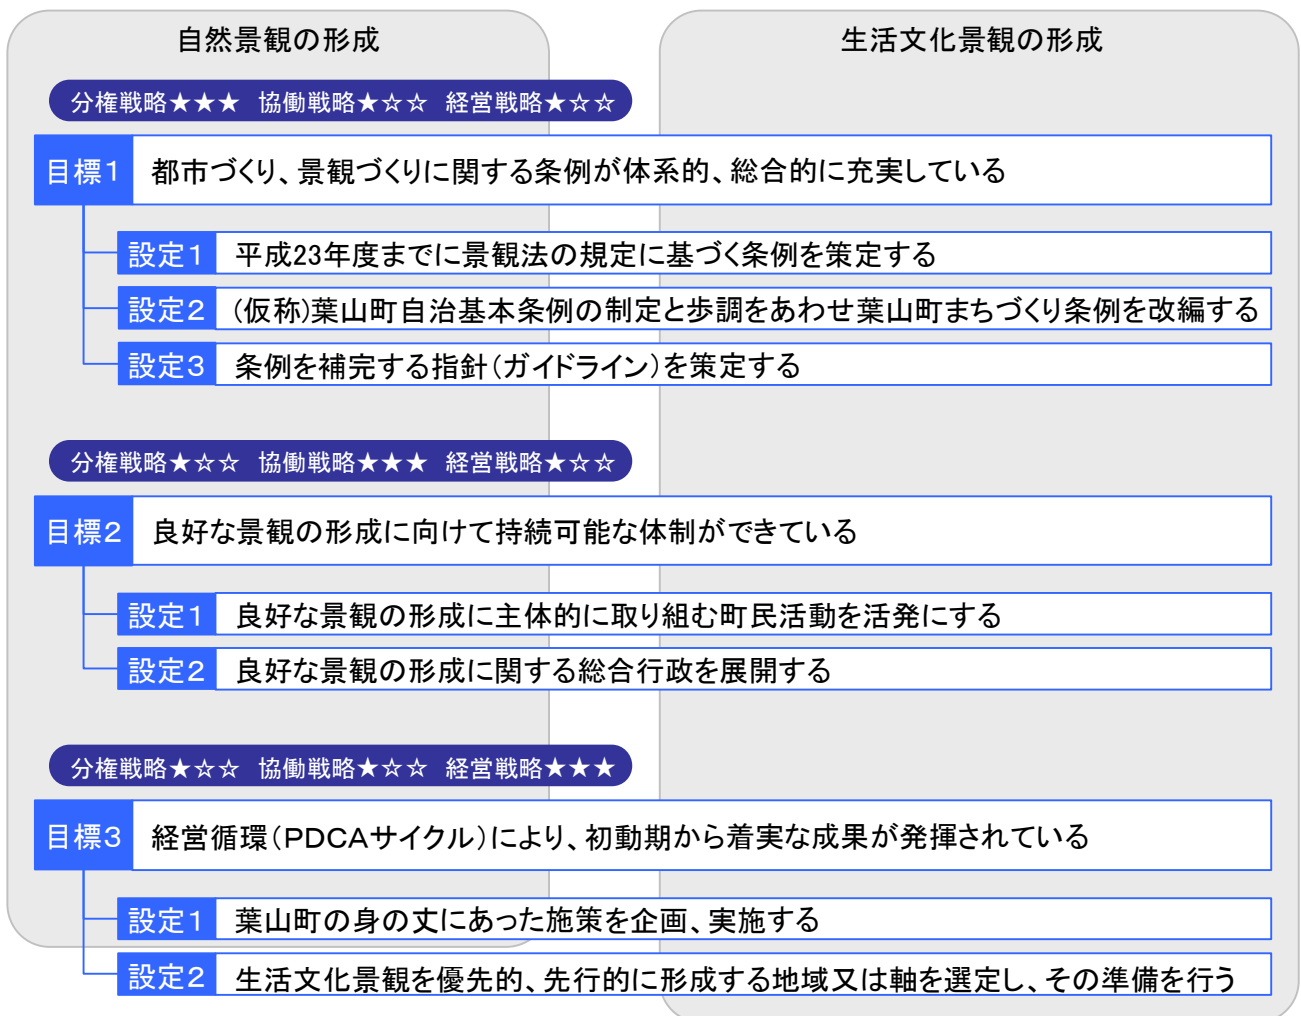 自然景観の形成
生活文化景観の形成
分権戦略★★★ 協働戦略★☆☆ 経営戦略★☆☆
目標1 都市づくり、景観づくりに関する条例が体系的、総合的に充実している
設定1 平成23年度までに景観法の規定に基づく条例を策定する
設定2 (仮称)葉山町自治基本条例の制定と歩調をあわせ葉山町まちづくり条例を改編する
設定3 条例を補完する指針(ガイドライン)を策定する
分権戦略★☆☆ 協働戦略★★★ 経営戦略★☆☆
目標2 良好な景観の形成に向けて持続可能な体制ができている
設定1 良好な景観の形成に主体的に取り組む町民活動を活発にする
設定2 良好な景観の形成に関する総合行政を展開する
分権戦略★☆☆ 協働戦略★☆☆ 経営戦略★★★
目標3 経営循環(PDCAサイクル)により、初動期から着実な成果が発揮されている
設定1 葉山町の身の丈にあった施策を企画、実施する
設定2 生活文化景観を優先的、先行的に形成する地域又は軸を選定し、その準備を行う